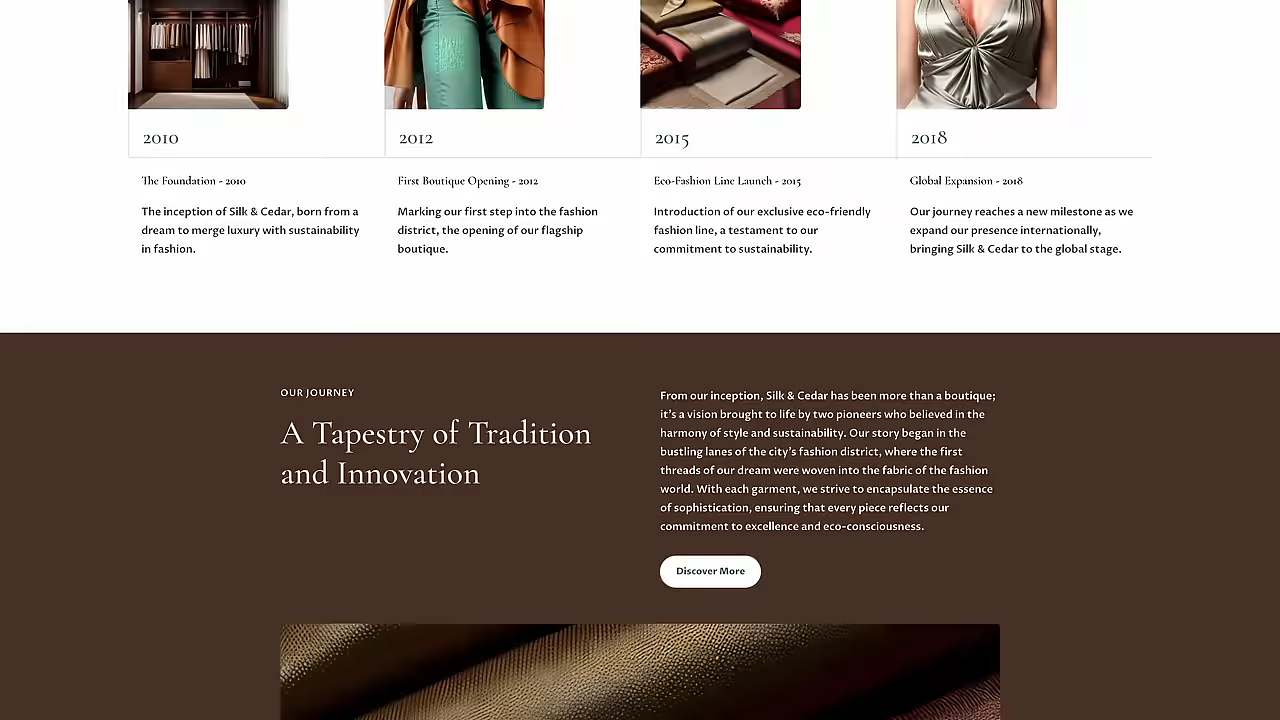 2010
2012
2015
2018
The Foundation - 2010
The inception of Silk & Cedar, born from a
dream to merge luxury with sustainability
in fashion.
First Boutique Opening - 2012
Marking our first step into the fashion
district, the opening of our flagship
boutique.
Eco-Fashion Line Launch - 2015
Introduction of our exclusive eco-friendly
fashion line, a testament to our
commitment to sustainability.
Global Expansion - 2018
Our journey reaches a new milestone as we
expand our presence internationally,
bringing Silk & Cedar to the global stage.
OUR JOURNEY
A Tapestry of Tradition
and Innovation
From our inception, Silk & Cedar has been more than a boutique;
it's a vision brought to life by two pioneers who believed in the
harmony of style and sustainability. Our story began in the
bustling lanes of the city's fashion district, where the first
threads of our dream were woven into the fabric of the fashion
world. With each garment, we strive to encapsulate the essence
of sophistication, ensuring that every piece reflects our
commitment to excellence and eco-consciousness.
Discover More